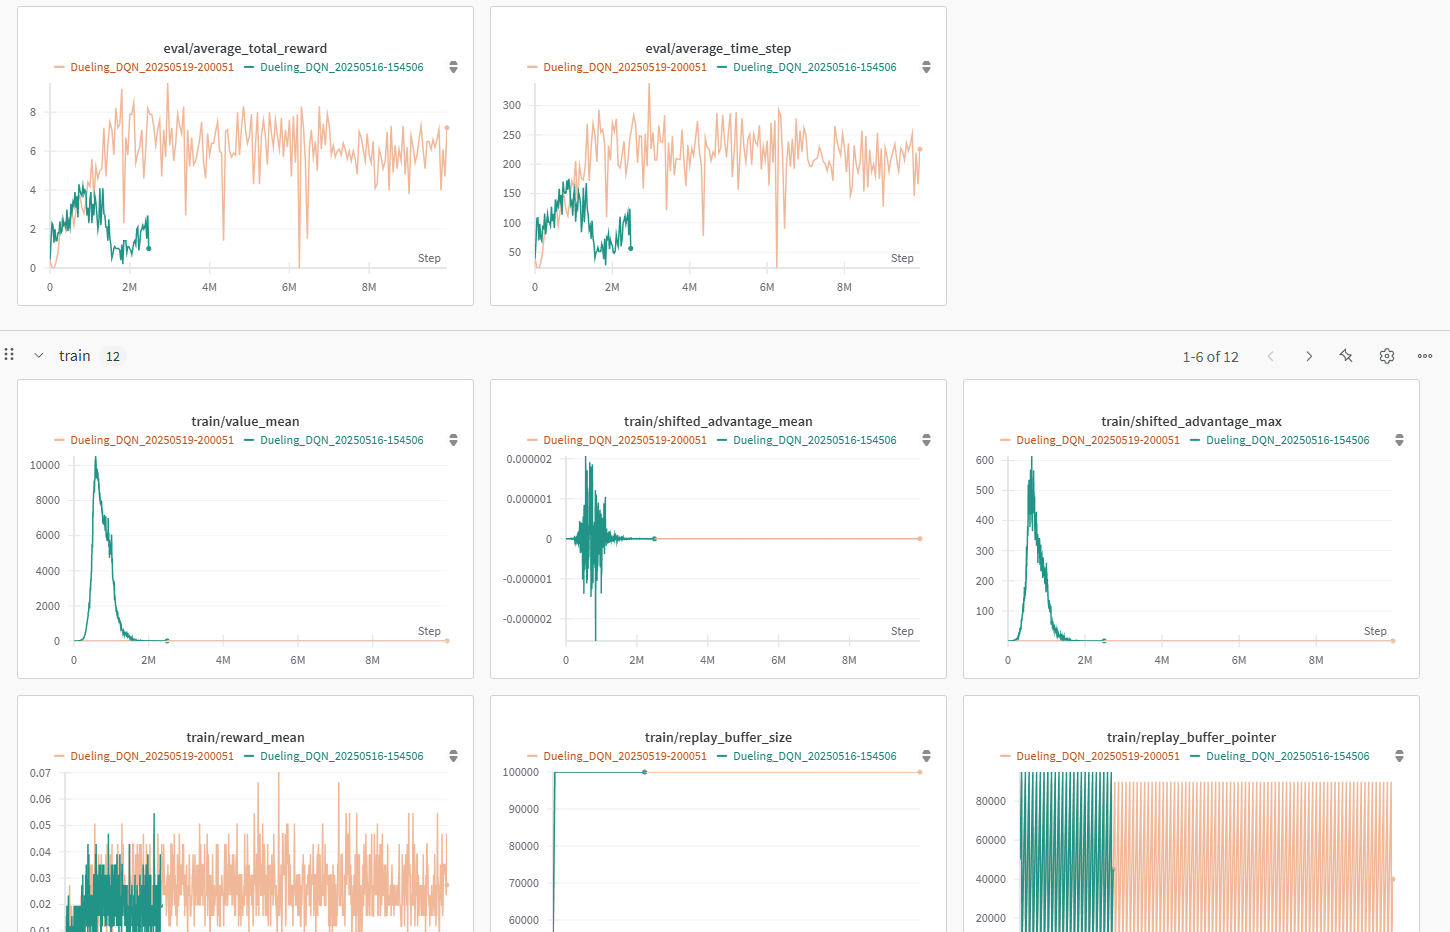 eval/average_total_reward
Dueling_DQN_20250519-200051 Dueling_DQN_20250516-154506
8
6
4
2
0
Step
0 2M 4M 6M 8M
eval/average_time_step
Dueling_DQN_20250519-200051 Dueling_DQN_20250516-154506
300
250
200
150
100
50
Step
0 2M 4M 6M 8M
train 12
1-6 of 12
train/value_mean
Dueling_DQN_20250519-200051 Dueling_DQN_20250516-154506
10000
8000
6000
4000
2000
0
Step
0 2M 4M 6M 8M
train/shifted_advantage_mean
Dueling_DQN_20250519-200051 Dueling_DQN_20250516-154506
0.000002
0.000001
0
-0.000001
-0.000002
Step
0 2M 4M 6M 8M
train/shifted_advantage_max
Dueling_DQN_20250519-200051 Dueling_DQN_20250516-154506
600
500
400
300
200
100
Step
0 2M 4M 6M 8M
train/reward_mean
Dueling_DQN_20250519-200051 Dueling_DQN_20250516-154506
0.07
0.06
0.05
0.04
0.03
0.02
0.01
train/replay_buffer_size
Dueling_DQN_20250519-200051 Dueling_DQN_20250516-154506
100000
90000
80000
70000
60000
train/replay_buffer_pointer
Dueling_DQN_20250519-200051 Dueling_DQN_20250516-154506
80000
60000
40000
20000